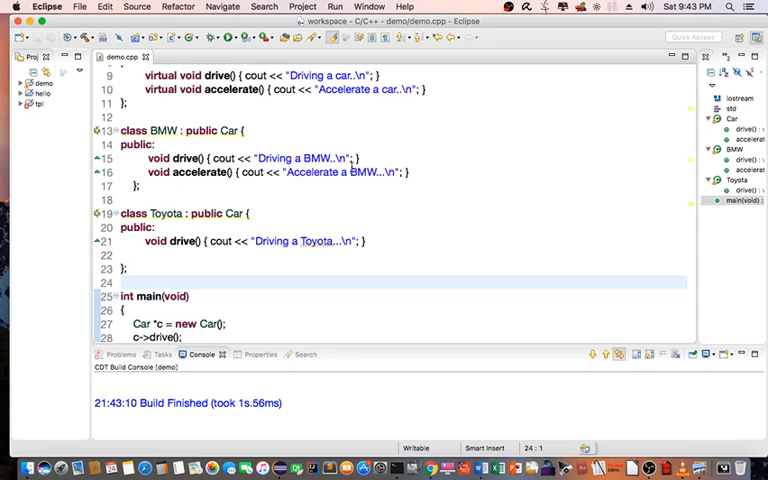 Eclipse File Edit Source Refactor Navigate Search Project Run Window Help Sat 9:43 PM
workspace - C/C++ - demo/demo.cpp - Eclipse
Quick Access
Proj
demo.cpp
demo
hello
tpl
9 virtual void drive() { cout << "Driving a car..\n"; }
10 virtual void accelerate() { cout << "Accelerate a car..\n"; }
11 };
12
13 class BMW : public Car {
14 public:
15 void drive() { cout << "Driving a BMW..\n"; }
16 void accelerate() { cout << "Accelerate a BMW...\n"; }
17 };
18
19 class Toyota : public Car {
20 public:
21 void drive() { cout << "Driving a Toyota...\n"; }
22
23 };
24
25 int main(void)
26 {
27 Car *c = new Car();
28 c->drive();
iostream
std
Car
drive()
accelerate
BMW
drive()
accelerate
Toyota
drive()
main(void)
Problems Tasks Console Properties Search
CDT Build Console [demo]
21:43:10 Build Finished (took 1s.56ms)
Writable Smart Insert 24 : 1